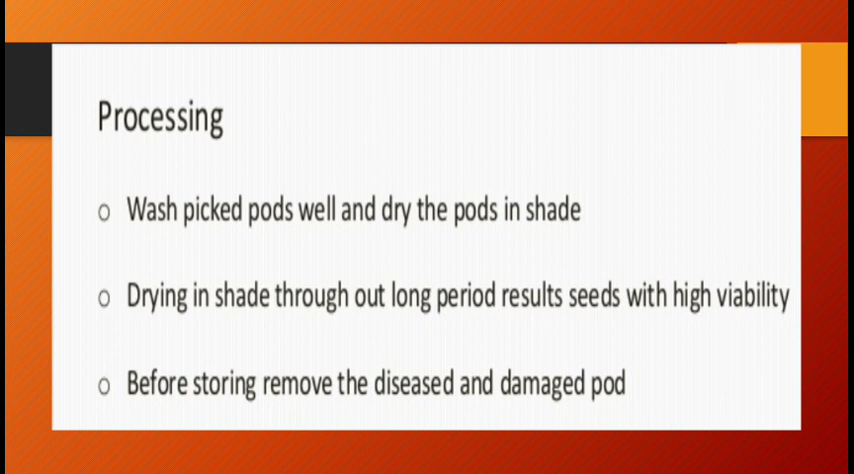 Processing
o Wash picked pods well and dry the pods in shade
o Drying in shade through out long period results seeds with high viability
o Before storing remove the diseased and damaged pod